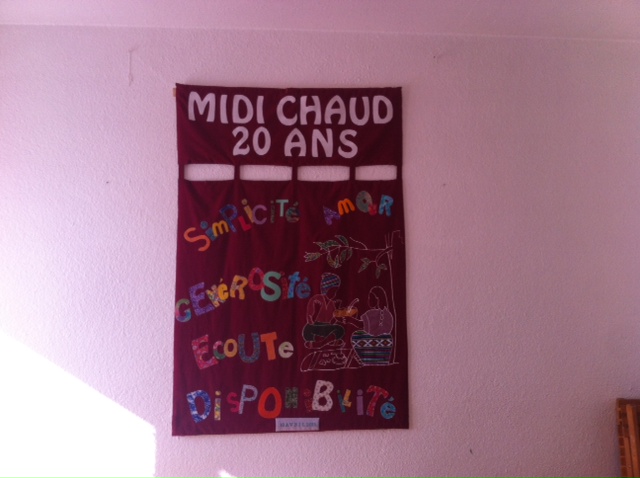 MIDI CHAUD
20 ANS
SimPLiCiTé AmOUR
GÉNÉROSité
EcoUTe
DiSPONiBiLiTé